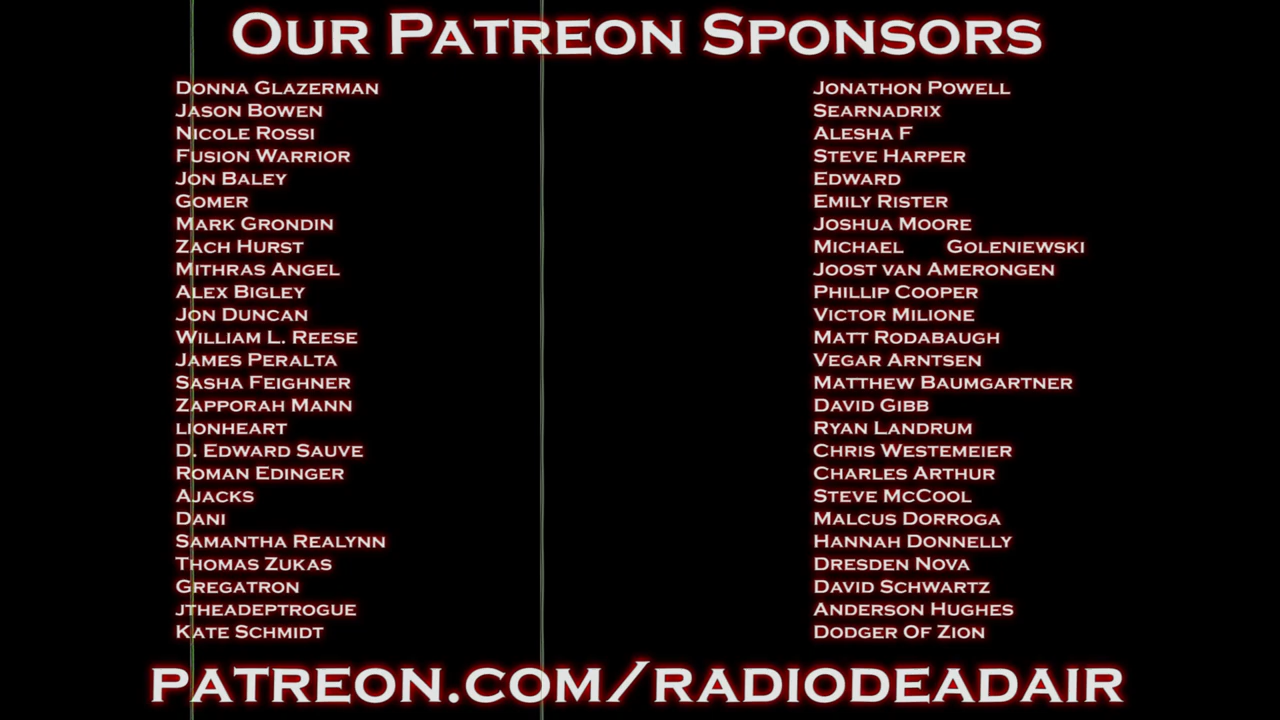 Our Patreon Sponsors
Donna Glazerman
Jason Bowen
Nicole Rossi
Fusion Warrior
Jon Baley
Gomer
Mark Grondin
Zach Hurst
Mithras Angel
Alex Bigley
Jon Duncan
William L. Reese
James Peralta
Sasha Feighner
Zapporah Mann
lionheart
D. Edward Sauve
Roman Edinger
Ajacks
Dani
Samantha Realynn
Thomas Zukas
Gregatron
jtheadeptrogue
Kate Schmidt
Jonathon Powell
Searnadrix
Alesha F
Steve Harper
Edward
Emily Rister
Joshua Moore
Michael Goleniewski
Joost van Amerongen
Phillip Cooper
Victor Milione
Matt Rodabaugh
Vegar Arntsen
Matthew Baumgartner
David Gibb
Ryan Landrum
Chris Westemeier
Charles Arthur
Steve McCool
Malcus Dorroga
Hannah Donnelly
Dresden Nova
David Schwartz
Anderson Hughes
Dodger Of Zion
patreon.com/radiodeadair